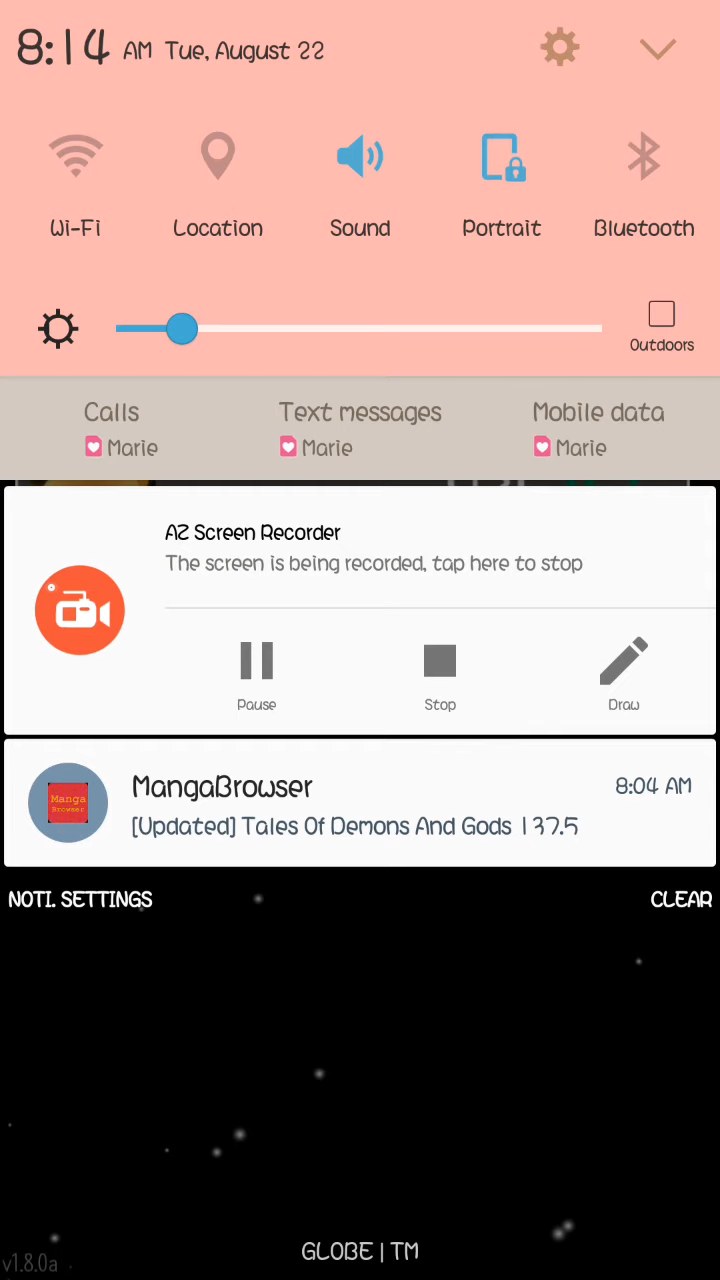 8:14 AM Tue, August 22
Wi-Fi Location Sound Portrait Bluetooth
Outdoors
Calls Text messages Mobile data
Marie Marie Marie
AZ Screen Recorder
The screen is being recorded, tap here to stop
Pause Stop Draw
Manga
Browser
MangaBrowser 8:04 AM
[Updated] Tales Of Demons And Gods 137.5
NOTI. SETTINGS CLEAR
GLOBE | TM
v1.8.0a